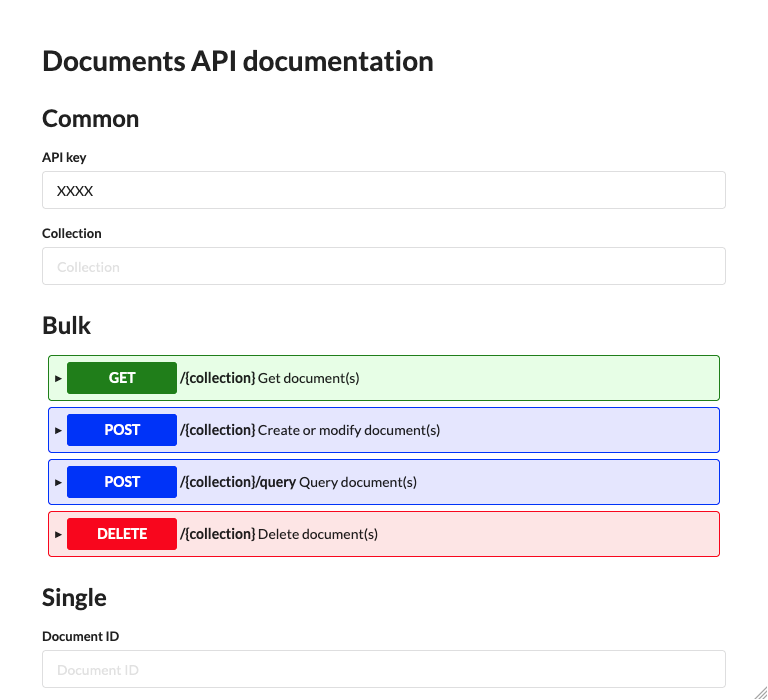 Documents API documentation
Common
API key
XXXX
Collection
Collection
Bulk
GET /{collection} Get document(s)
POST /{collection} Create or modify document(s)
POST /{collection}/query Query document(s)
DELETE /{collection} Delete document(s)
Single
Document ID
Document ID